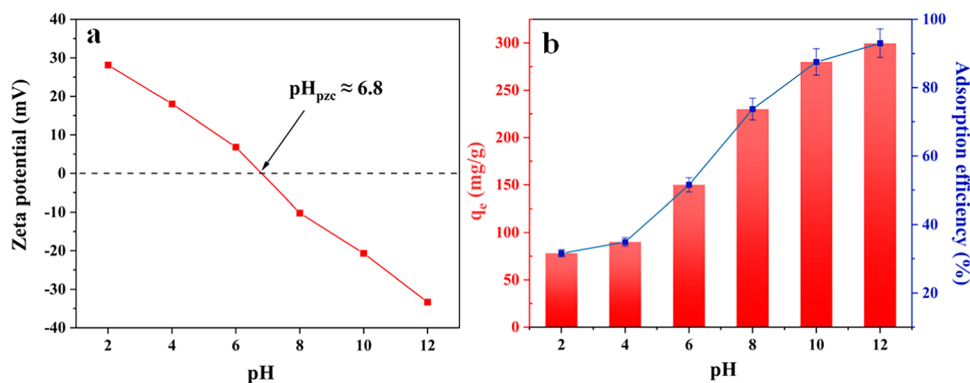 a
Zeta potential (mV)
40
30
20
10
0
-10
-20
-30
-40
pHpzc ≈ 6.8
2 4 6 8 10 12
pH
b
qe (mg/g)
300
250
200
150
100
50
0
2 4 6 8 10 12
pH
100
80
60
40
20
Adsorption efficiency (%)